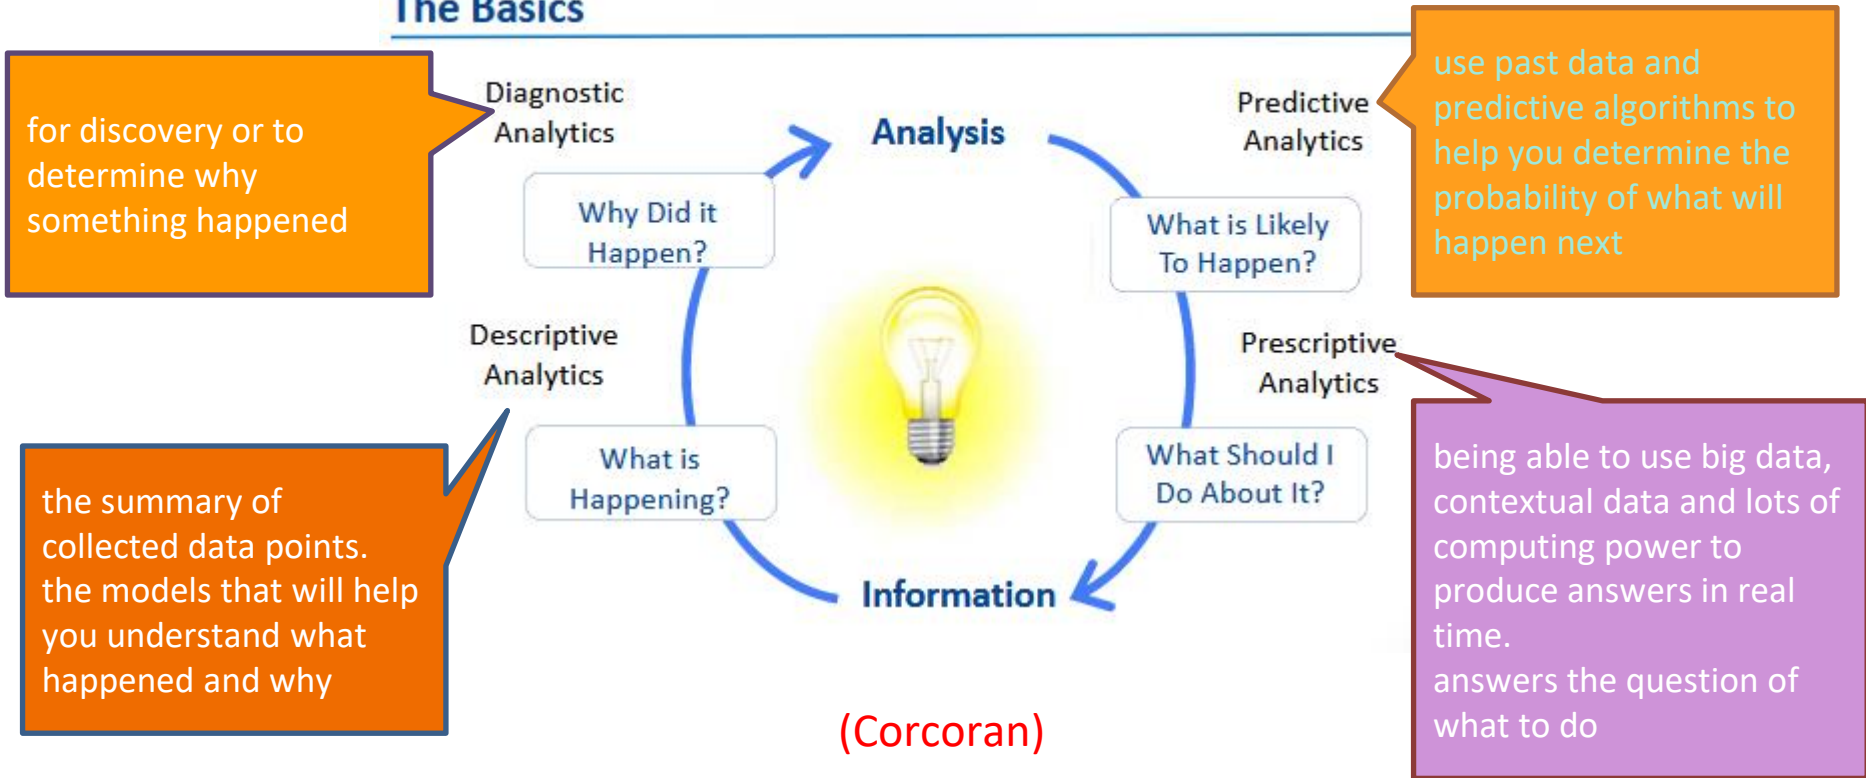 The Basics
for discovery or to
determine why
something happened
Diagnostic
Analytics
Why Did it
Happen?
Analysis
Predictive
Analytics
What is Likely
To Happen?
use past data and
predictive algorithms to
help you determine the
probability of what will
happen next
Descriptive
Analytics
What is
Happening?
the summary of
collected data points.
the models that will help
you understand what
happened and why
Prescriptive
Analytics
What Should I
Do About It?
being able to use big data,
contextual data and lots of
computing power to
produce answers in real
time.
answers the question of
what to do
Information
(Corcoran)